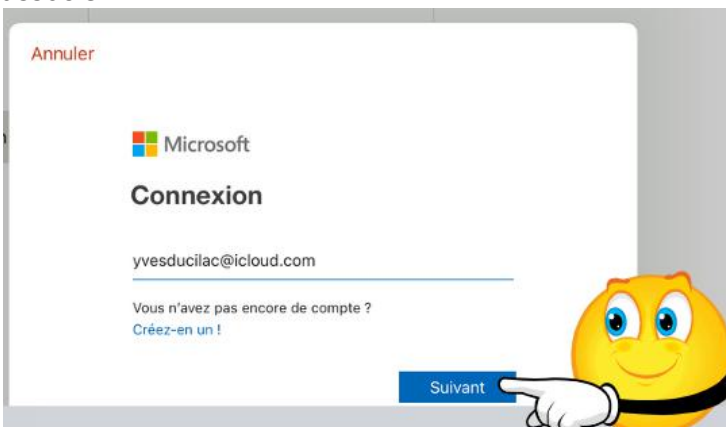 Annuler
Microsoft
Connexion
yvesducilac@icloud.com
Vous n'avez pas encore de compte ?
Créez-en un !
Suivant